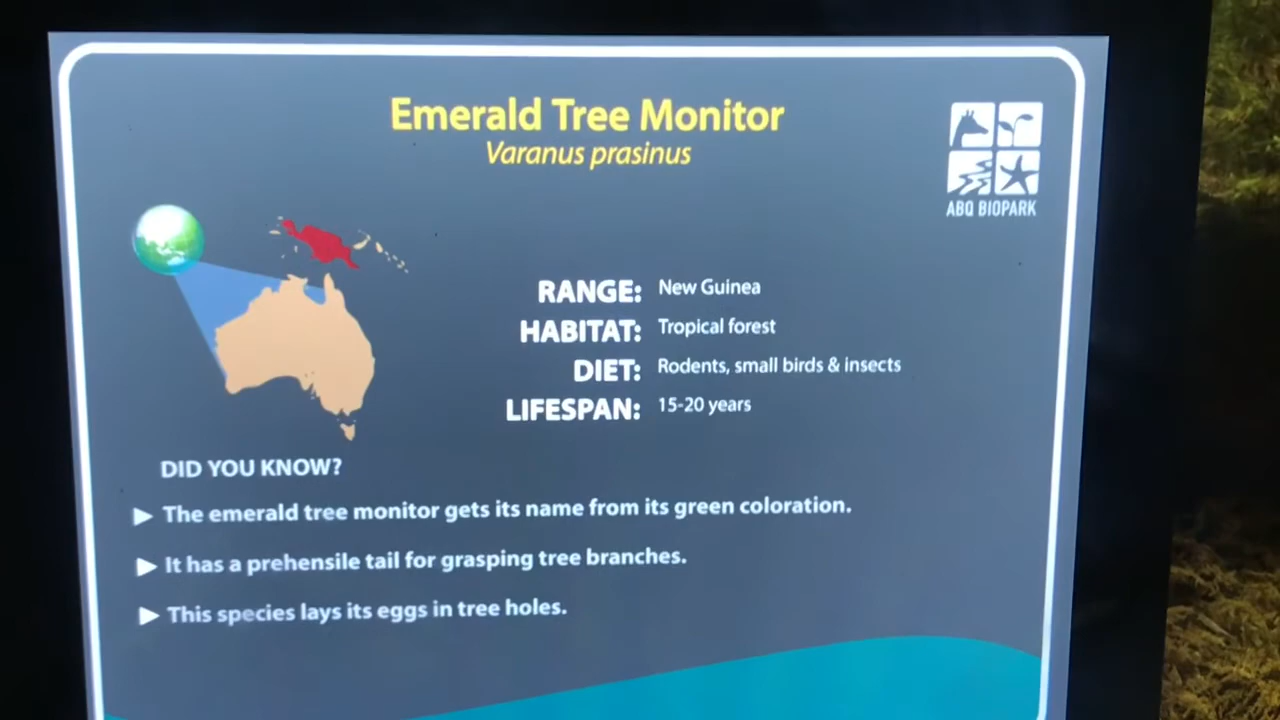 Emerald Tree Monitor
Varanus prasinus
ABQ BIOPARK
RANGE: New Guinea
HABITAT: Tropical forest
DIET: Rodents, small birds & insects
LIFESPAN: 15-20 years
DID YOU KNOW?
The emerald tree monitor gets its name from its green coloration.
It has a prehensile tail for grasping tree branches.
This species lays its eggs in tree holes.